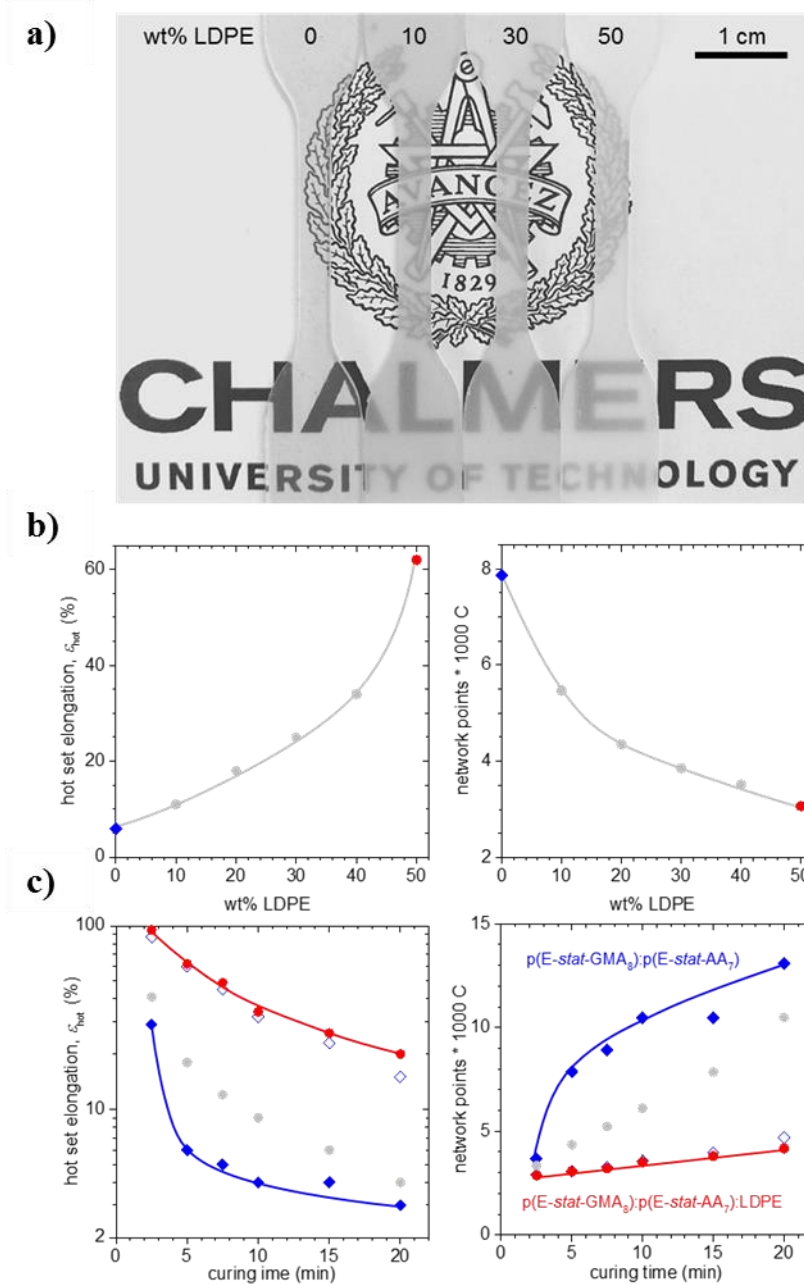 a)
wt% LDPE 0 10 30 50 1 cm
AVANCEZ
1829
CHALMERS
UNIVERSITY OF TECHNOLOGY
b)
hot set elongation, εhot (%)
60
40
20
0
0 10 20 30 40 50
wt% LDPE
network points * 1000 C
8
6
4
2
0 10 20 30 40 50
wt% LDPE
c)
hot set elongation, εhot (%)
100
10
2
0 5 10 15 20
curing ime (min)
network points * 1000 C
15
10
5
0
p(E-stat-GMA8):p(E-stat-AA7)
p(E-stat-GMA8):p(E-stat-AA7):LDPE
0 5 10 15 20
curing time (min)